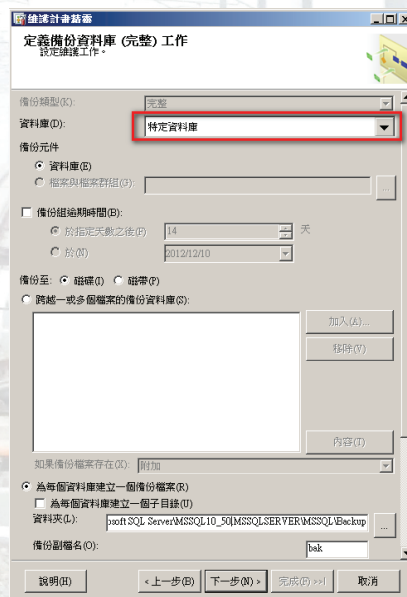 維護計畫精靈
定義備份資料庫 (完整) 工作
設定維護工作。
備份類型(K):
完整
資料庫(D):
特定資料庫
備份元件
資料庫(E)
檔案與檔案群組(G):
...
備份組逾期時間(B):
於指定天數之後(F)
14
天
於(N)
2012/12/10
備份至:
磁碟(I)
磁帶(P)
跨越一或多個檔案的備份資料庫(S):
加入(A)...
移除(V)
內容(T)
如果備份檔案存在(X):
附加
為每個資料庫建立一個備份檔案(R)
為每個資料庫建立一個子目錄(U)
資料夾(L):
osoft SQL Server\MSSQL10_50.MSSQLSERVER\MSSQL\Backup
...
備份副檔名(O):
bak
說明(H)
< 上一步(B)
下一步(N) >
完成(F) >>|
取消